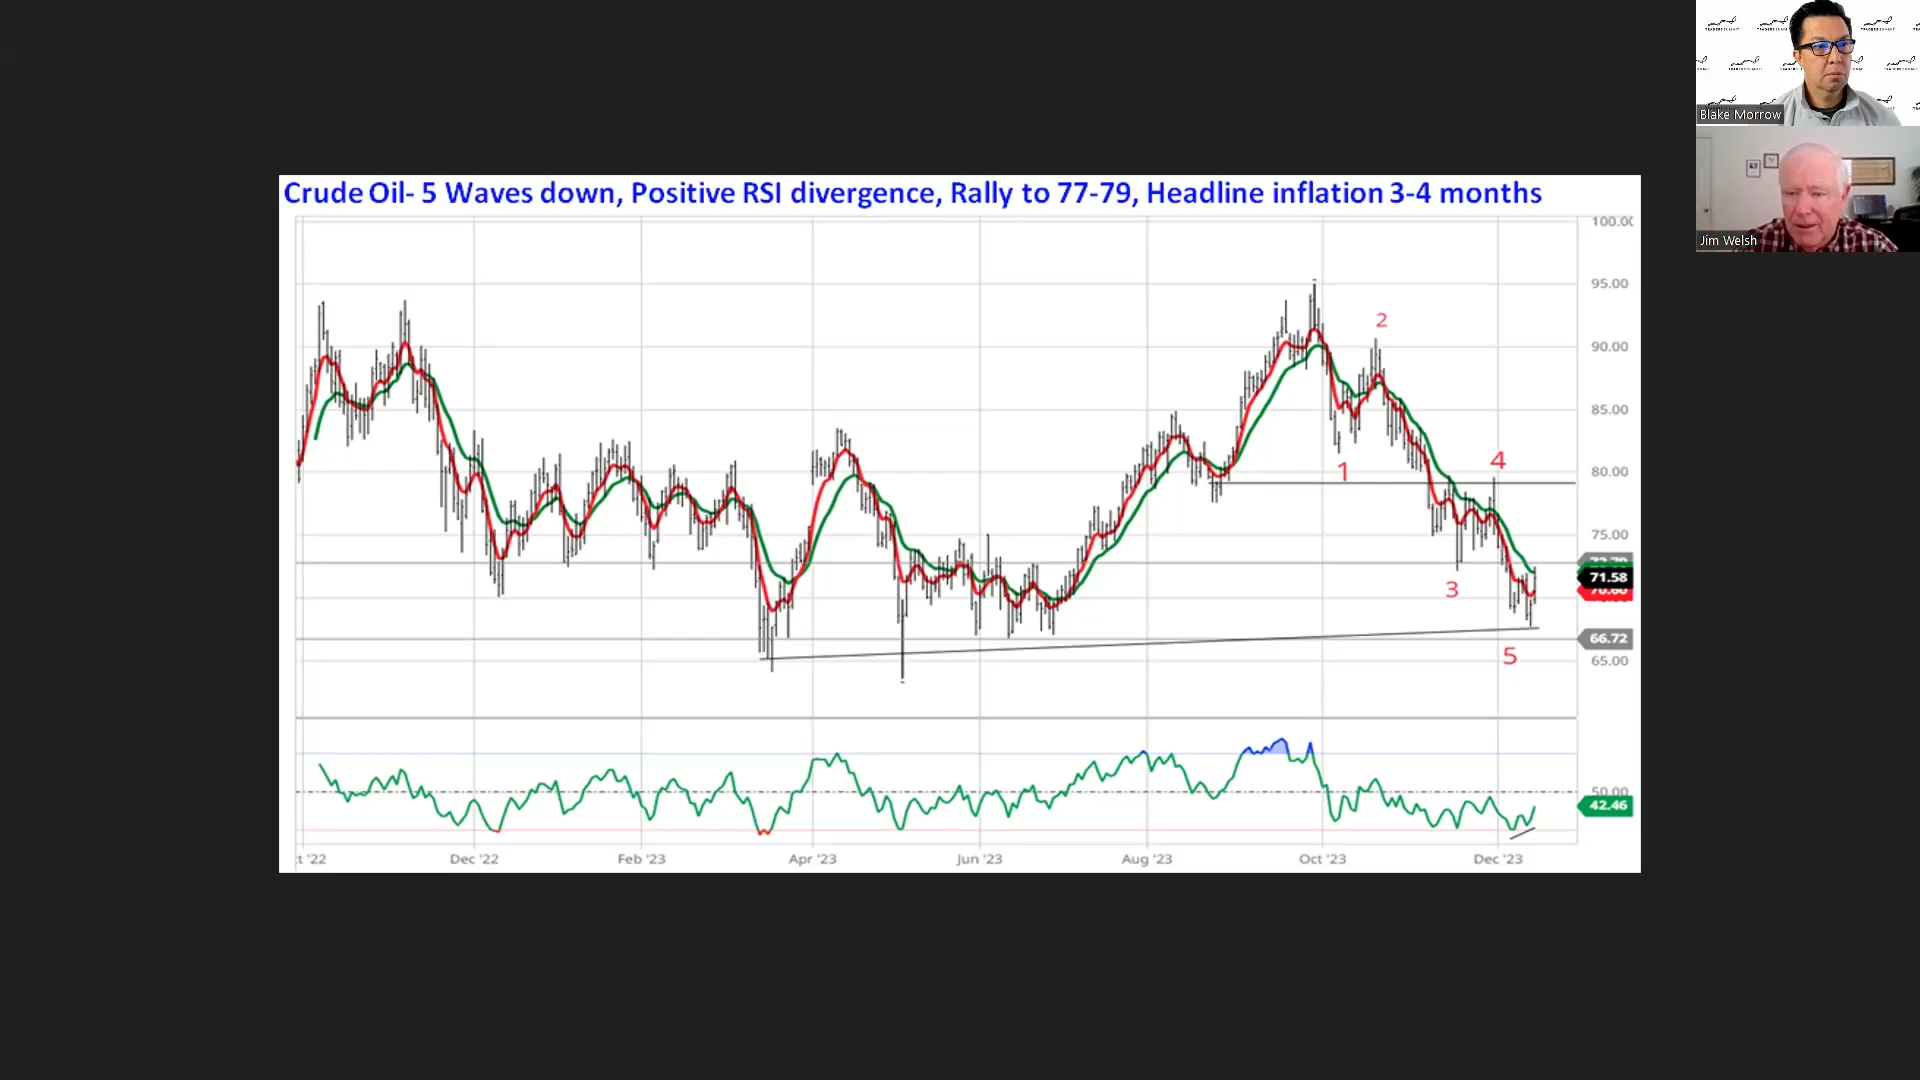 Crude Oil- 5 Waves down, Positive RSI divergence, Rally to 77-79, Headline inflation 3-4 months
100.00
95.00
2
90.00
85.00
4
80.00
1
75.00
71.58
3
70.60
66.72
65.00
5
50.00
42.46
t '22
Dec '22
Feb '23
Apr '23
Jun '23
Aug '23
Oct '23
Dec '23
Blake Morrow
Jim Welsh